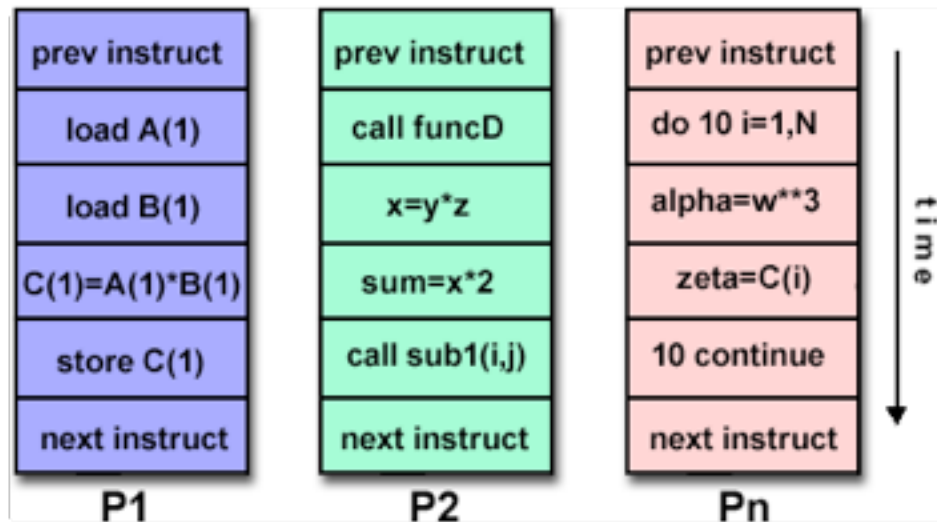 prev instruct
load A(1)
load B(1)
C(1)=A(1)*B(1)
store C(1)
next instruct
P1
prev instruct
call funcD
x=y*z
sum=x*2
call sub1(i,j)
next instruct
P2
prev instruct
do 10 i=1,N
alpha=w**3
zeta=C(i)
10 continue
next instruct
Pn
time